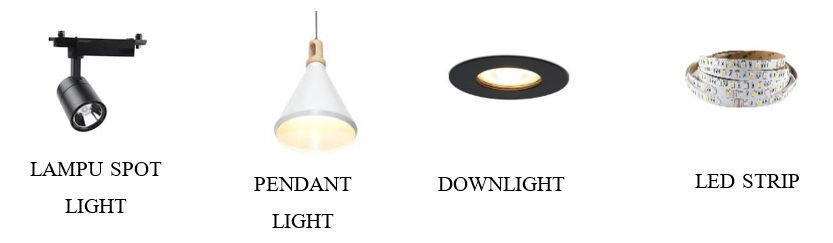 LAMPU SPOT
LIGHT
PENDANT
LIGHT
DOWNLIGHT
LED STRIP